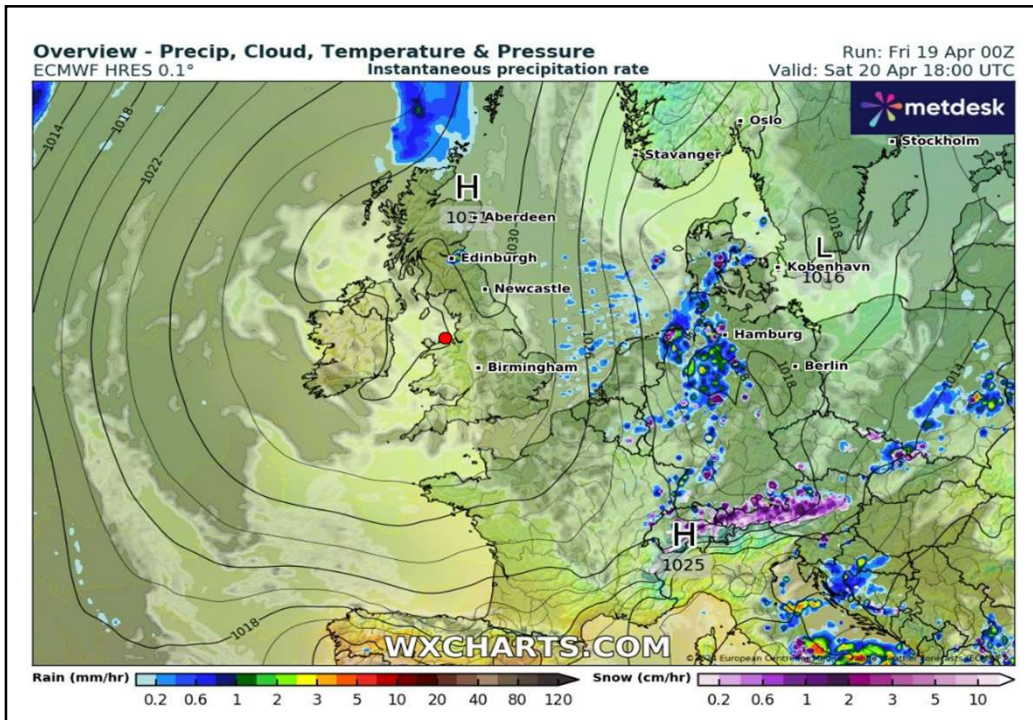 Overview - Precip, Cloud, Temperature & Pressure
Run: Fri 19 Apr 00Z
ECMWF HRES 0.1°
Instantaneous precipitation rate
Valid: Sat 20 Apr 18:00 UTC
metdesk
1014
1018
1022
Oslo
Stockholm
Stavanger
H
1031
Aberdeen
1030
1018
L
1016
Edinburgh
Kobenhavn
Newcastle
Hamburg
Birmingham
Berlin
1018
1014
H
1025
1018
WXCHARTS.COM
Rain (mm/hr)
0.2 0.6 1 2 3 5 10 20 40 80 120
Snow (cm/hr)
0.2 0.6 1 2 3 5 10